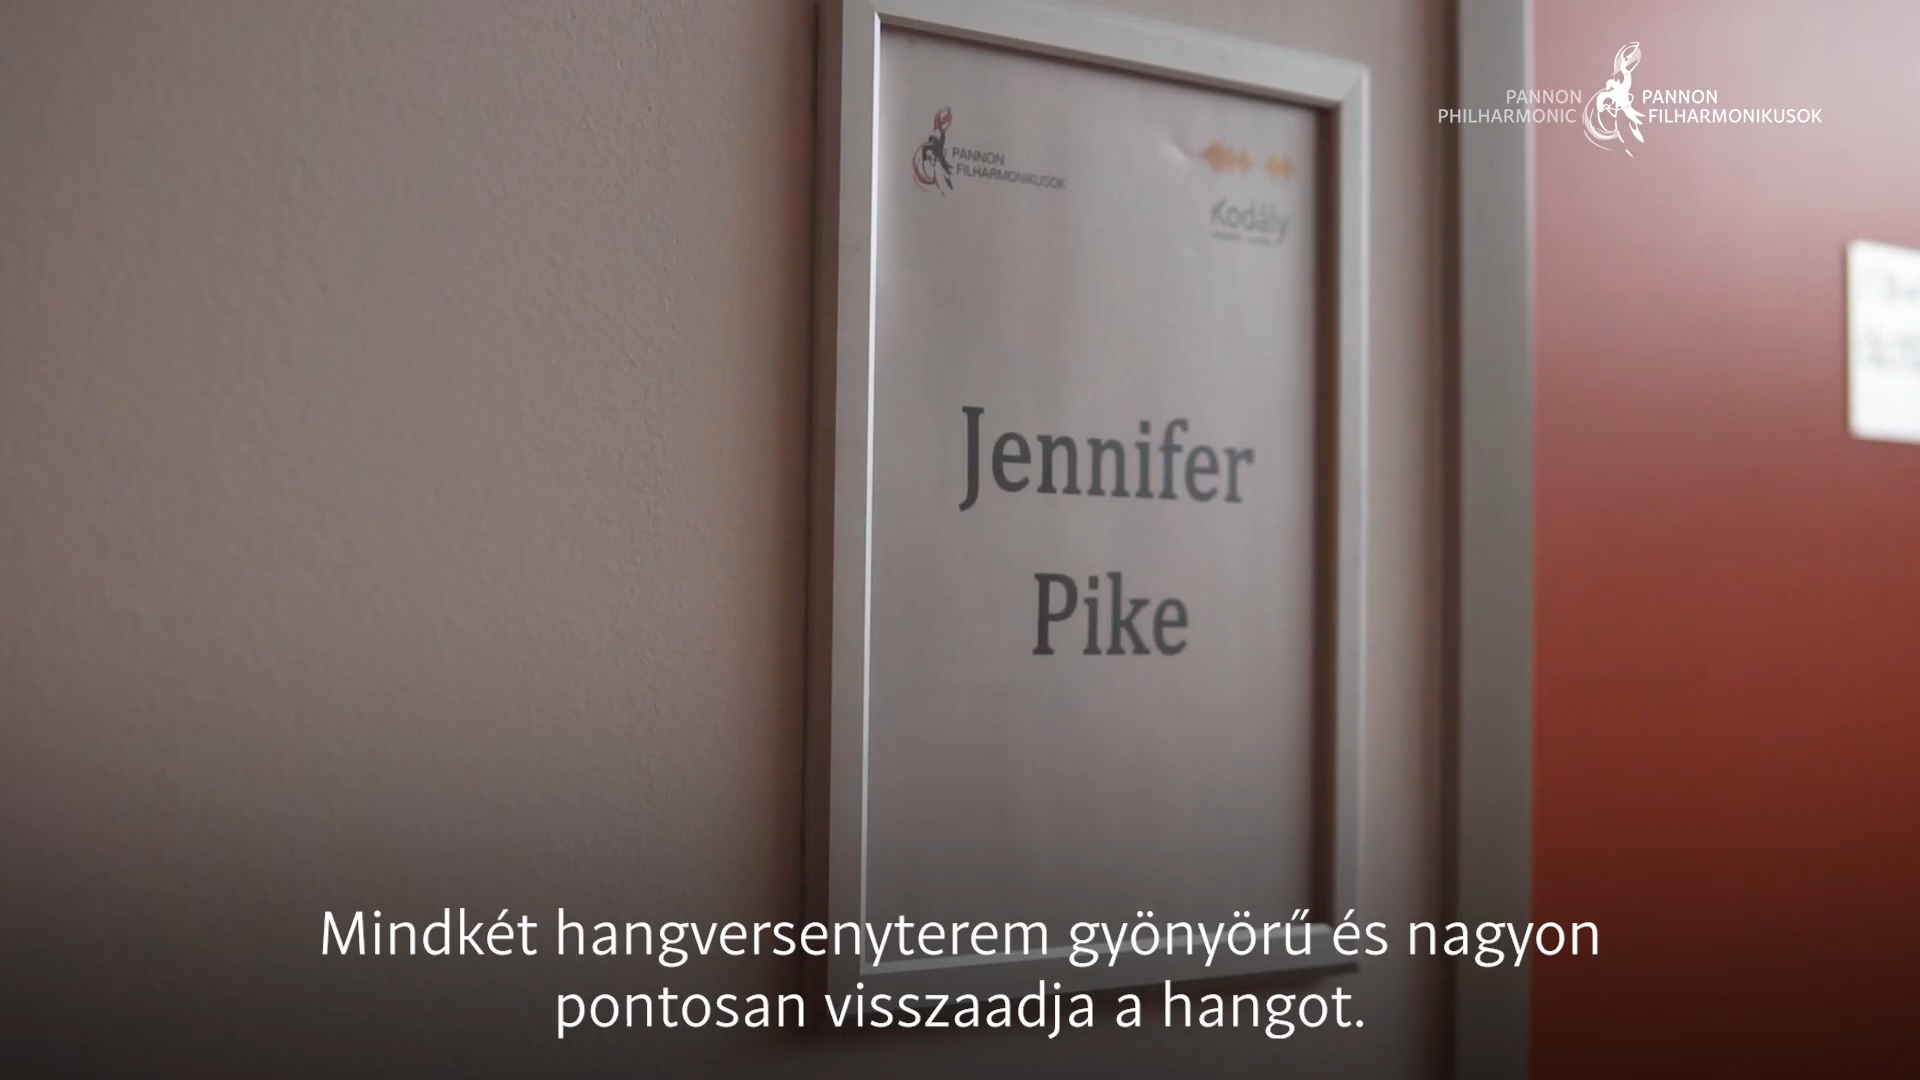 PANNON
PHILHARMONIC
PANNON
FILHARMONIKUSOK
PANNON
FILHARMONIKUSOK
Kodály
Jennifer
Pike
Mindkét hangversenyterem gyönyörű és nagyon
pontosan visszaadja a hangot.